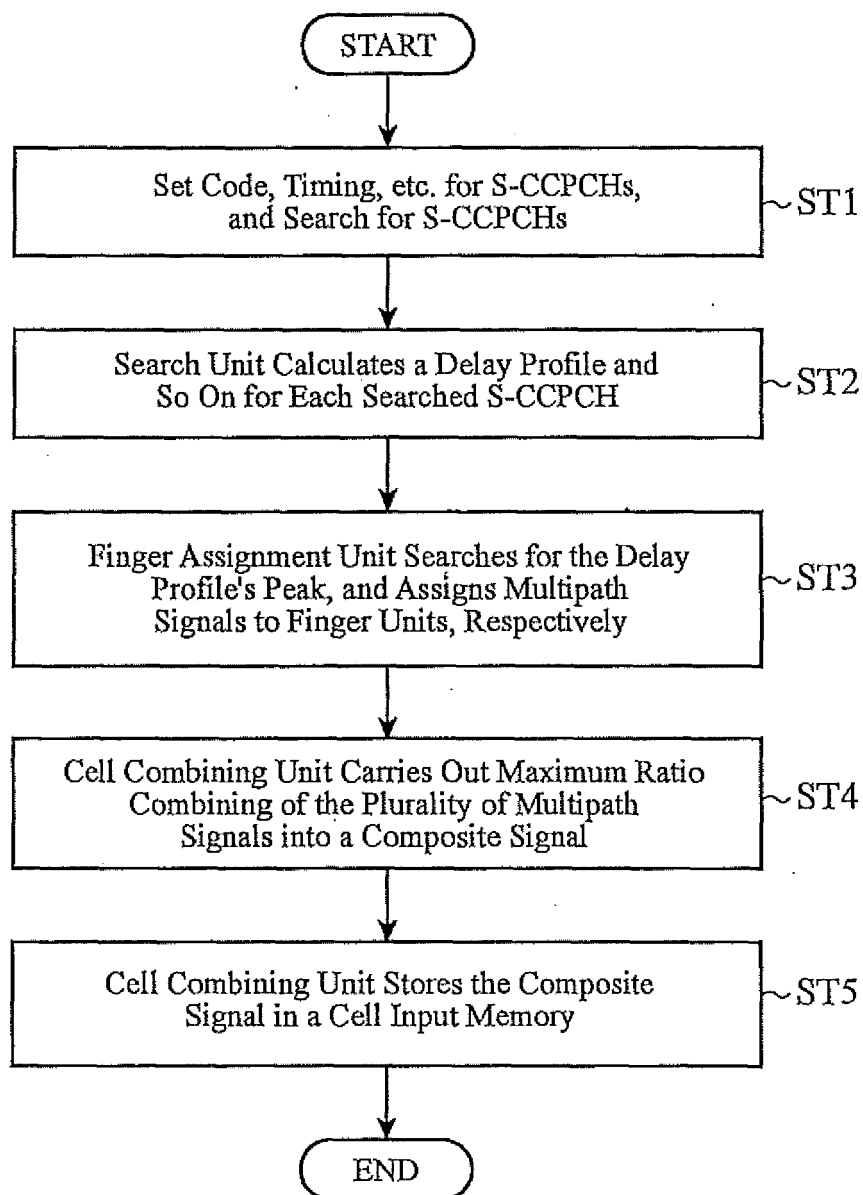 START
Set Code, Timing, etc. for S-CCPCHs,
and Search for S-CCPCHs
ST1
Search Unit Calculates a Delay Profile and
So On for Each Searched S-CCPCH
ST2
Finger Assignment Unit Searches for the Delay
Profile's Peak, and Assigns Multipath
Signals to Finger Units, Respectively
ST3
Cell Combining Unit Carries Out Maximum Ratio
Combining of the Plurality of Multipath
Signals into a Composite Signal
ST4
Cell Combining Unit Stores the Composite
Signal in a Cell Input Memory
ST5
END